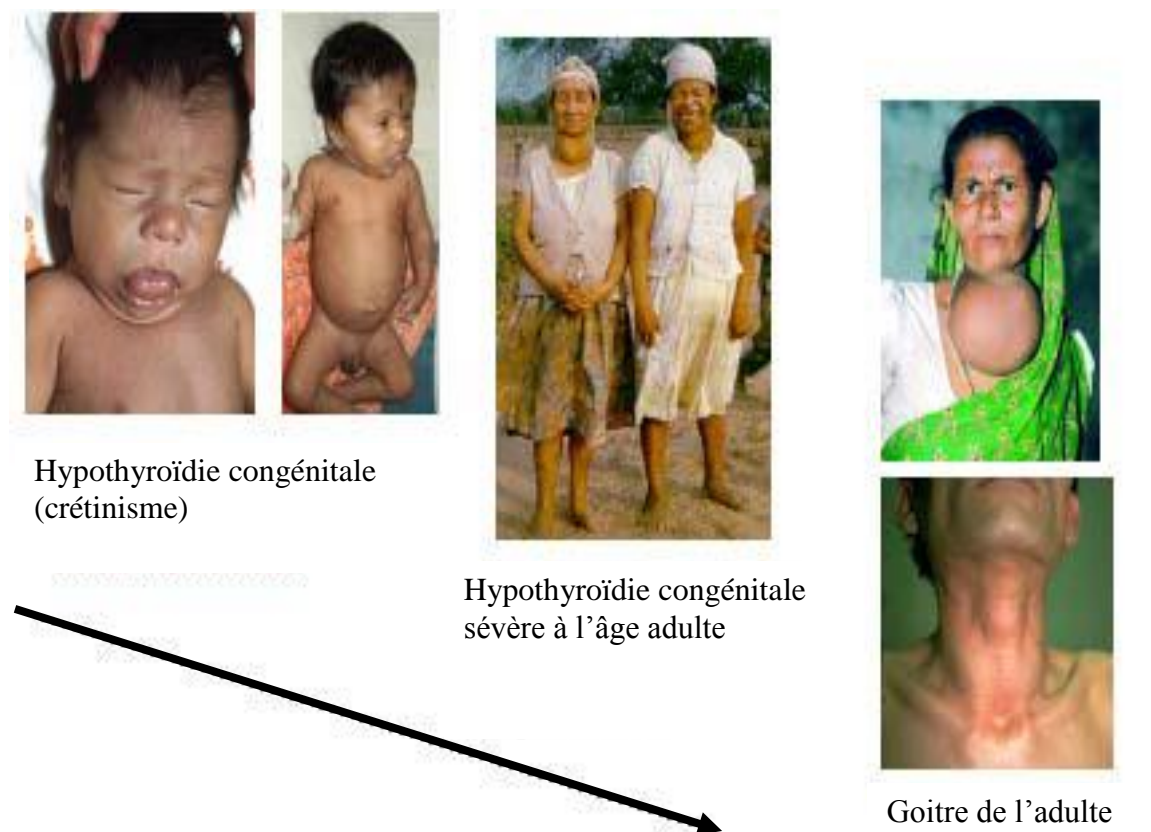 Hypothyroïdie congénitale
(crétinisme)
Hypothyroïdie congénitale
sévère à l’âge adulte
Goitre de l’adulte